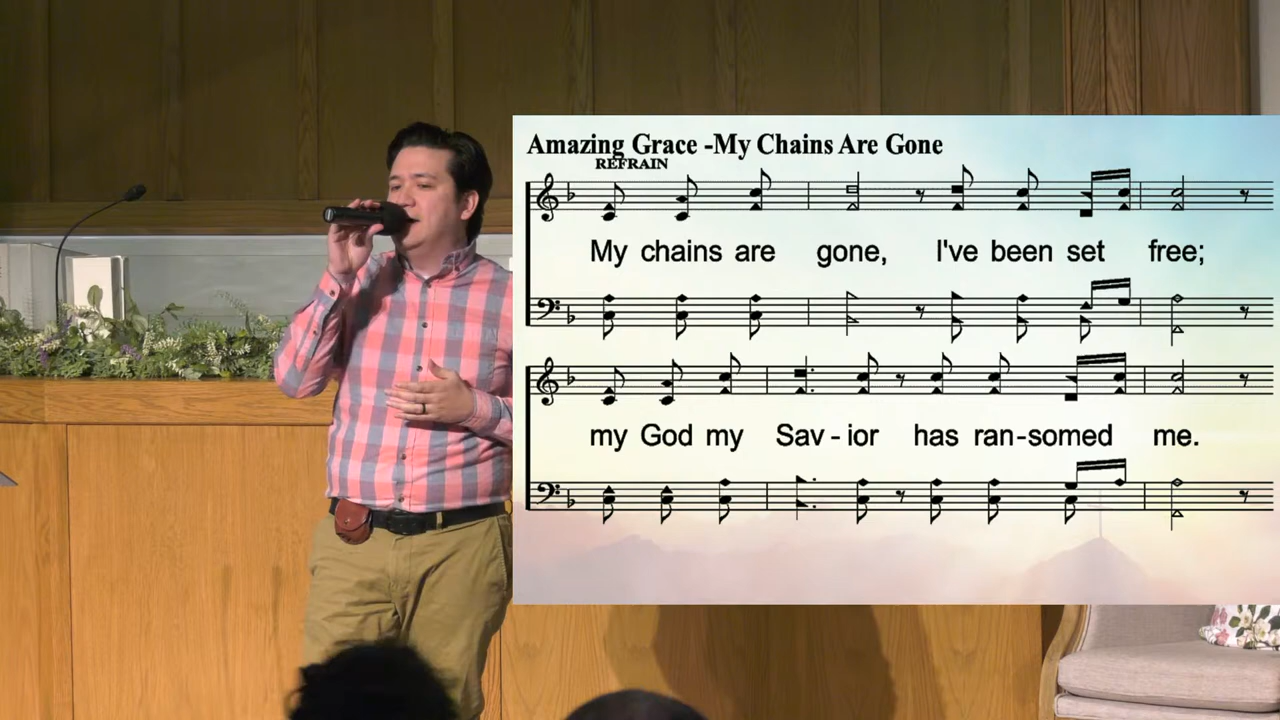 Amazing Grace -My Chains Are Gone
REFRAIN
My chains are gone, I've been set free;
my God my Sav-ior has ran-somed me.